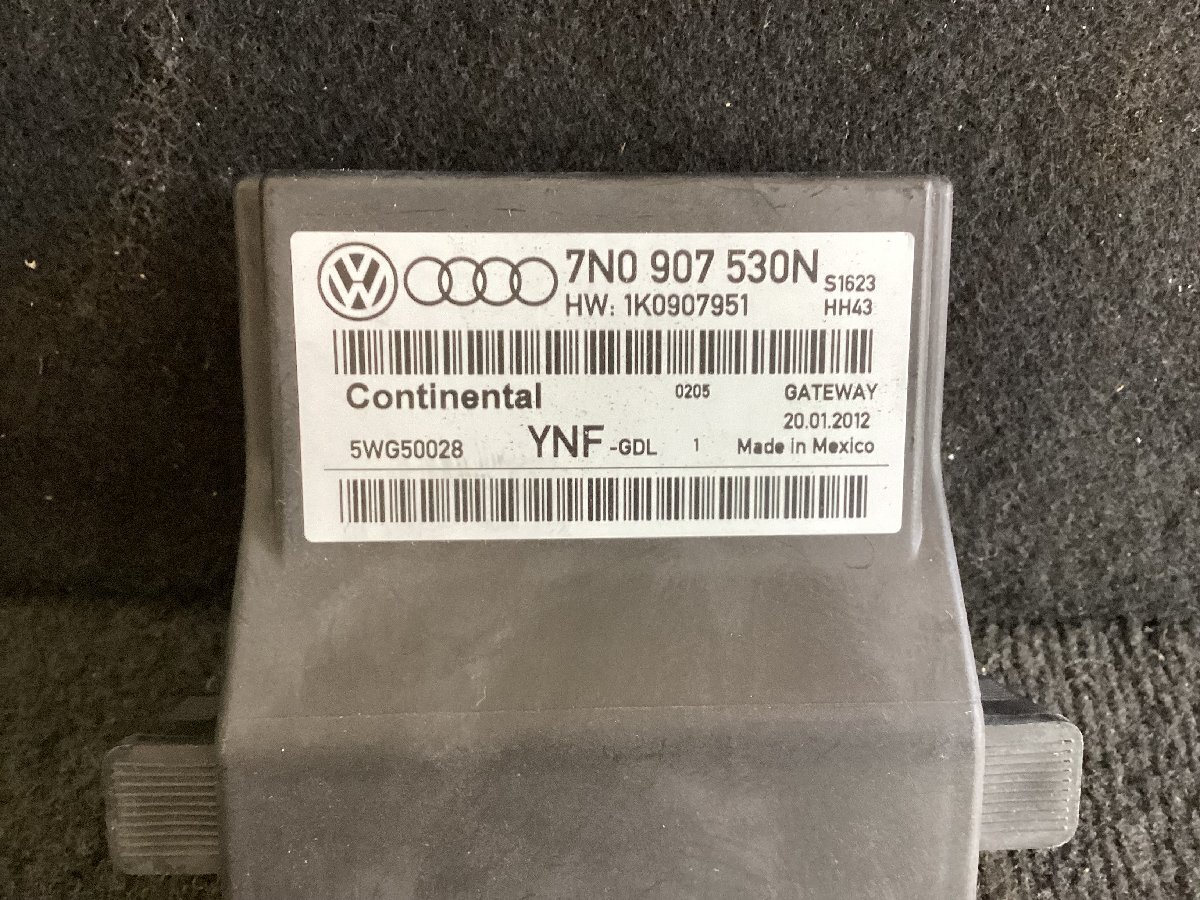 7N0 907 530N S1623
HW: 1K0907951 HH43
Continental 0205 GATEWAY
20.01.2012
5WG50028 YNF -GDL 1 Made in Mexico